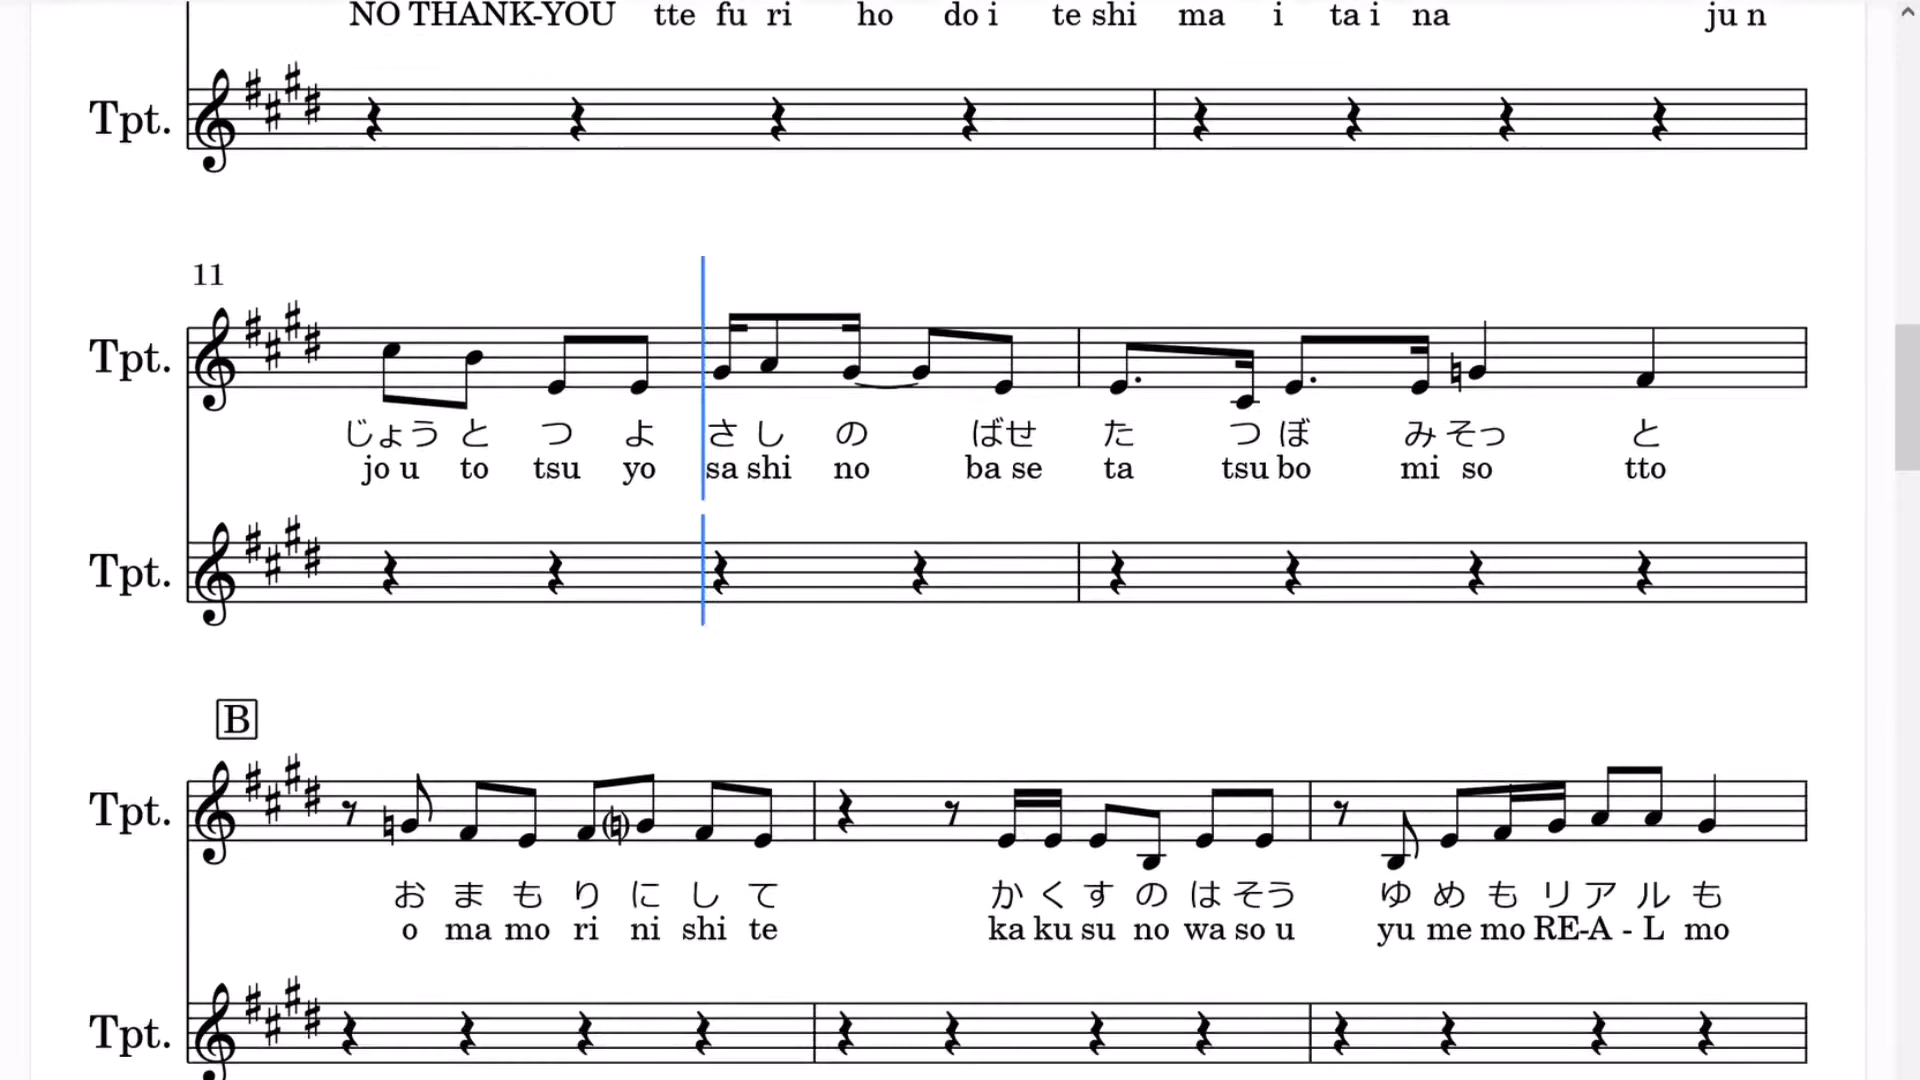 NO THANK-YOU tte fu ri ho do i te shi ma i ta i na ju n
Tpt.
11
Tpt.
じょう と つ よ さ し の ばせ た つ ぼ み そっ と
jo u to tsu yo sa shi no ba se ta tsu bo mi so tto
Tpt.
B
Tpt.
お ま も り に し て か く す の は そう ゆ め も リ ア ル も
o ma mo ri ni shi te ka ku su no wa so u yu me mo RE-A - L mo
Tpt.